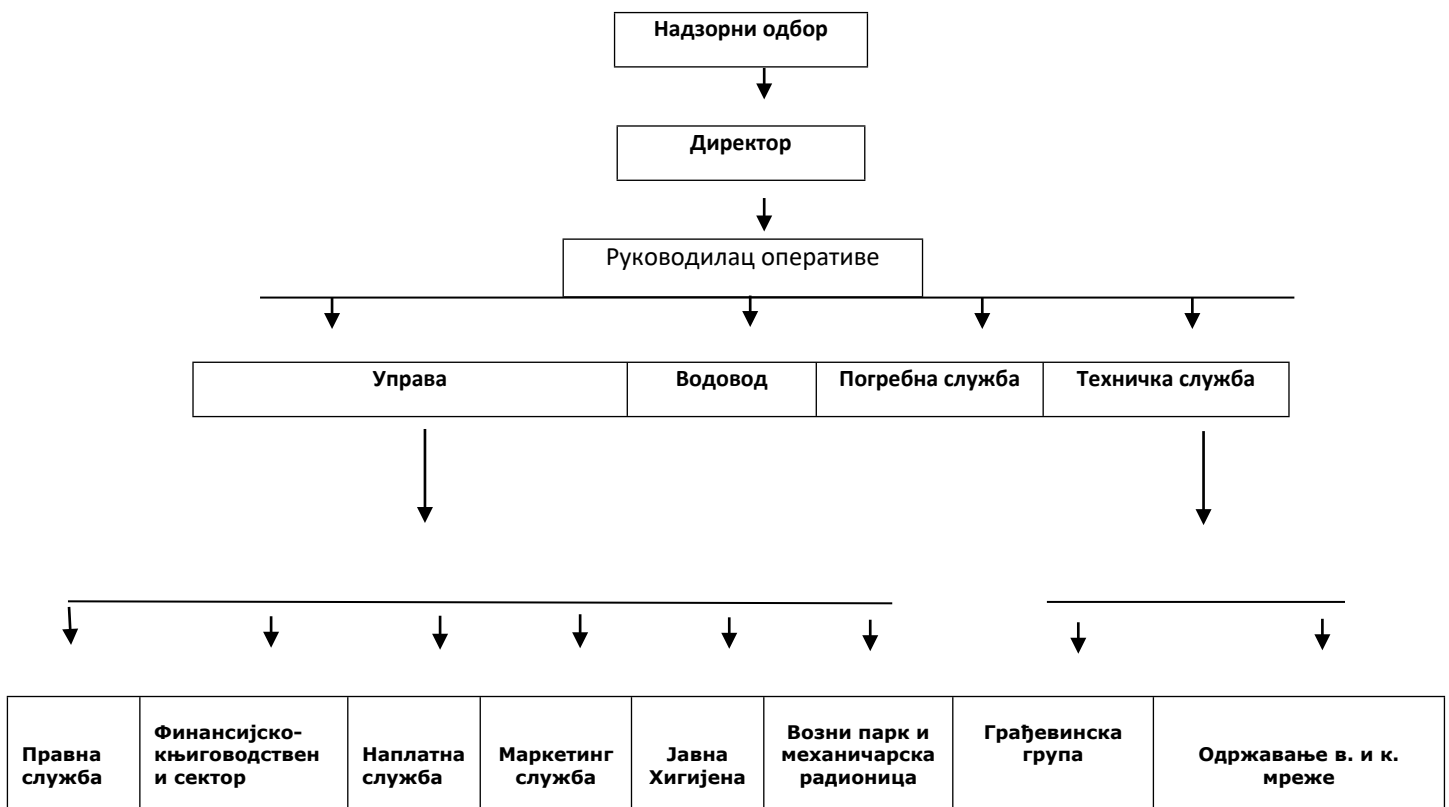 Надзорни одбор
Директор
Руководилац оперативе
Управа
Водовод
Погребна служба
Техничка служба
Правна
служба
Финансијско-
књиговодствен
и сектор
Наплатна
служба
Маркетинг
служба
Јавна
Хигијена
Возни парк и
механичарска
радионица
Грађевинска
група
Одржавање в. и к.
мреже